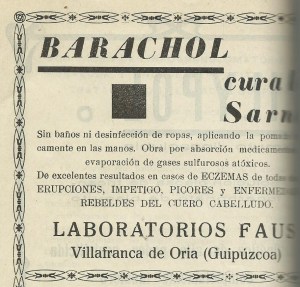 BARACHOL
cura l
Sarn
Sin baños ni desinfección de ropas, aplicando la pomad
camente en las manos. Obra por absorción medicament
evaporación de gases sulfurosos atóxicos.
De excelentes resultados en casos de ECZEMAS de todas
ERUPCIONES, IMPETIGO, PICORES y ENFERMED
REBELDES DEL CUERO CABELLUDO.
LABORATORIOS FAUS
Villafranca de Oria (Guipúzcoa)